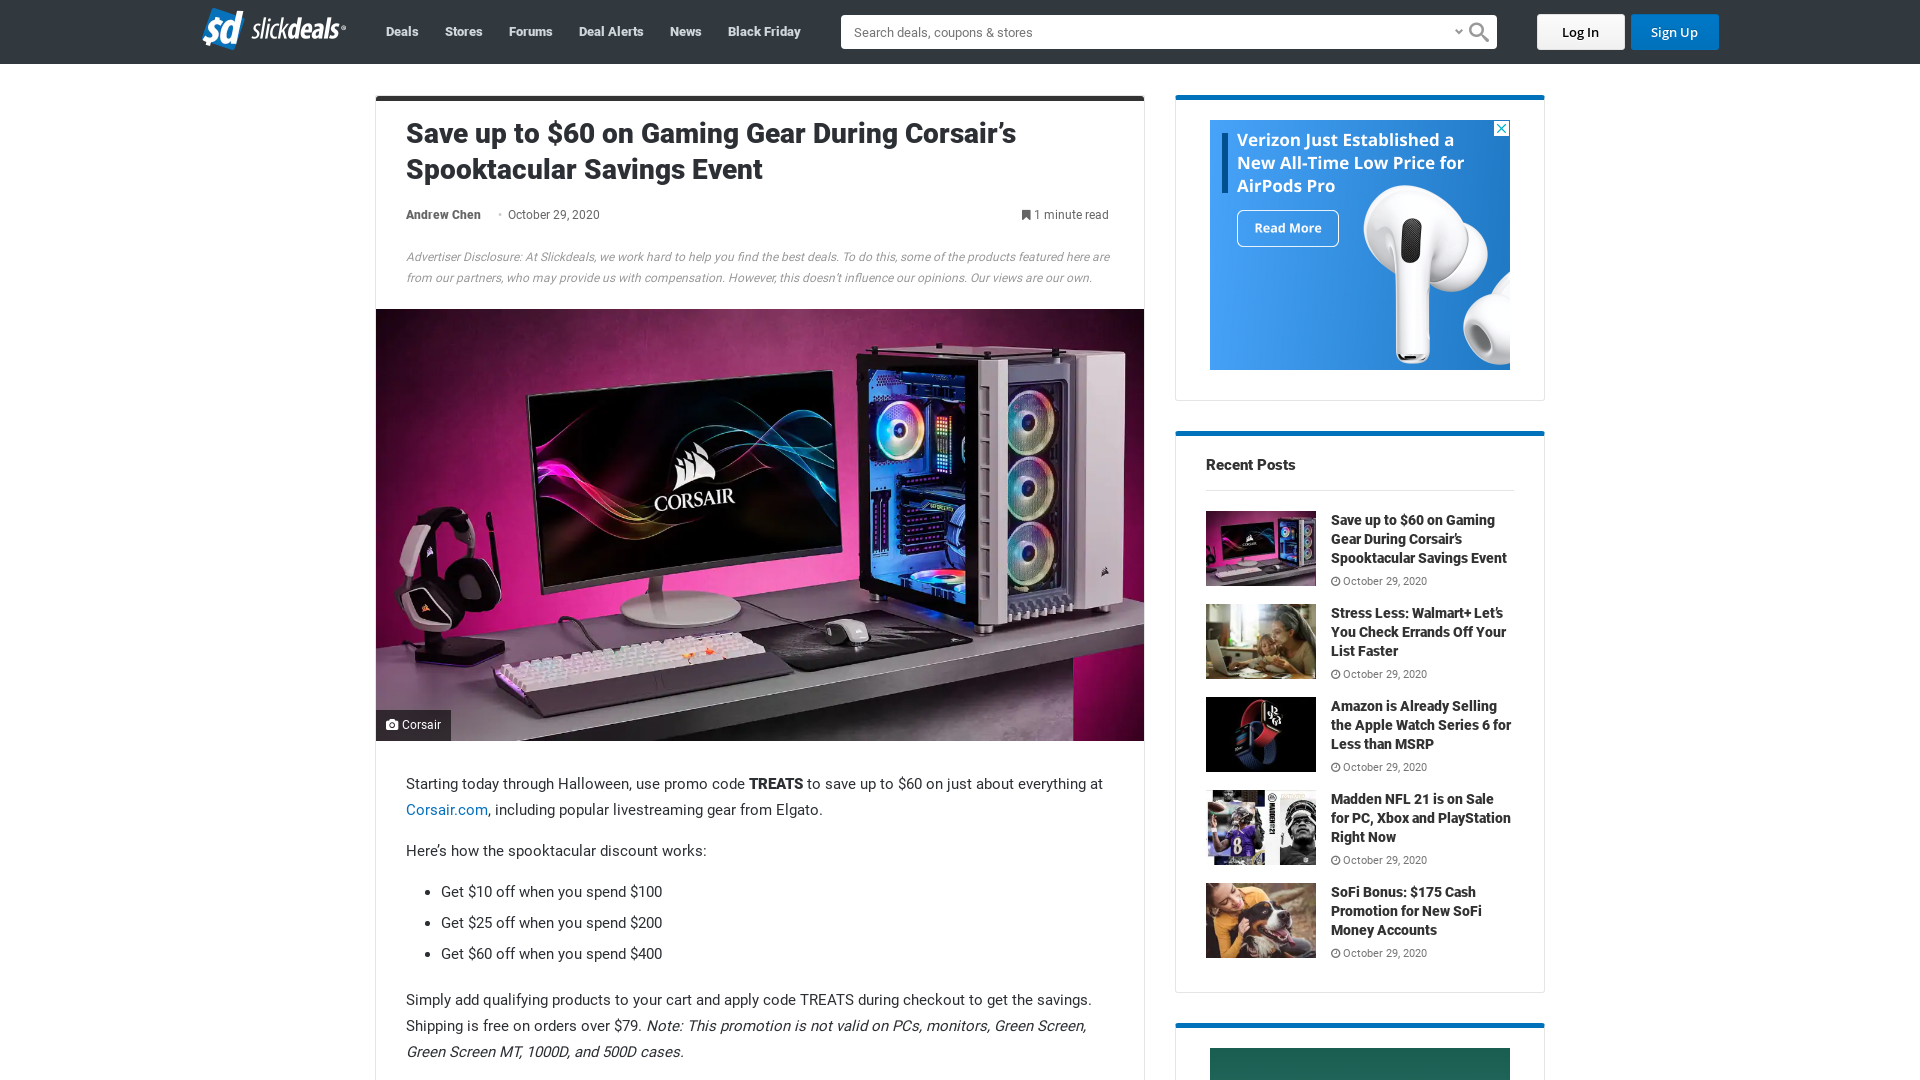 $d slickdeals
Deals
Stores
Forums
Deal Alerts
News
Black Friday
Search deals, coupons & stores
Log In
Sign Up
Save up to $60 on Gaming Gear During Corsair’s
Spooktacular Savings Event
Andrew Chen • October 29, 2020
1 minute read
Advertiser Disclosure: At Slickdeals, we work hard to help you find the best deals. To do this, some of the products featured here are
from our partners, who may provide us with compensation. However, this doesn’t influence our opinions. Our views are our own.
CORSAIR
Corsair
Starting today through Halloween, use promo code TREATS to save up to $60 on just about everything at
Corsair.com, including popular livestreaming gear from Elgato.
Here’s how the spooktacular discount works:
• Get $10 off when you spend $100
• Get $25 off when you spend $200
• Get $60 off when you spend $400
Simply add qualifying products to your cart and apply code TREATS during checkout to get the savings.
Shipping is free on orders over $79. Note: This promotion is not valid on PCs, monitors, Green Screen,
Green Screen MT, 1000D, and 500D cases.
Verizon Just Established a
New All-Time Low Price for
AirPods Pro
Read More
Recent Posts
Save up to $60 on Gaming
Gear During Corsair’s
Spooktacular Savings Event
October 29, 2020
Stress Less: Walmart+ Let’s
You Check Errands Off Your
List Faster
October 29, 2020
Amazon is Already Selling
the Apple Watch Series 6 for
Less than MSRP
October 29, 2020
Madden NFL 21 is on Sale
for PC, Xbox and PlayStation
Right Now
October 29, 2020
SoFi Bonus: $175 Cash
Promotion for New SoFi
Money Accounts
October 29, 2020